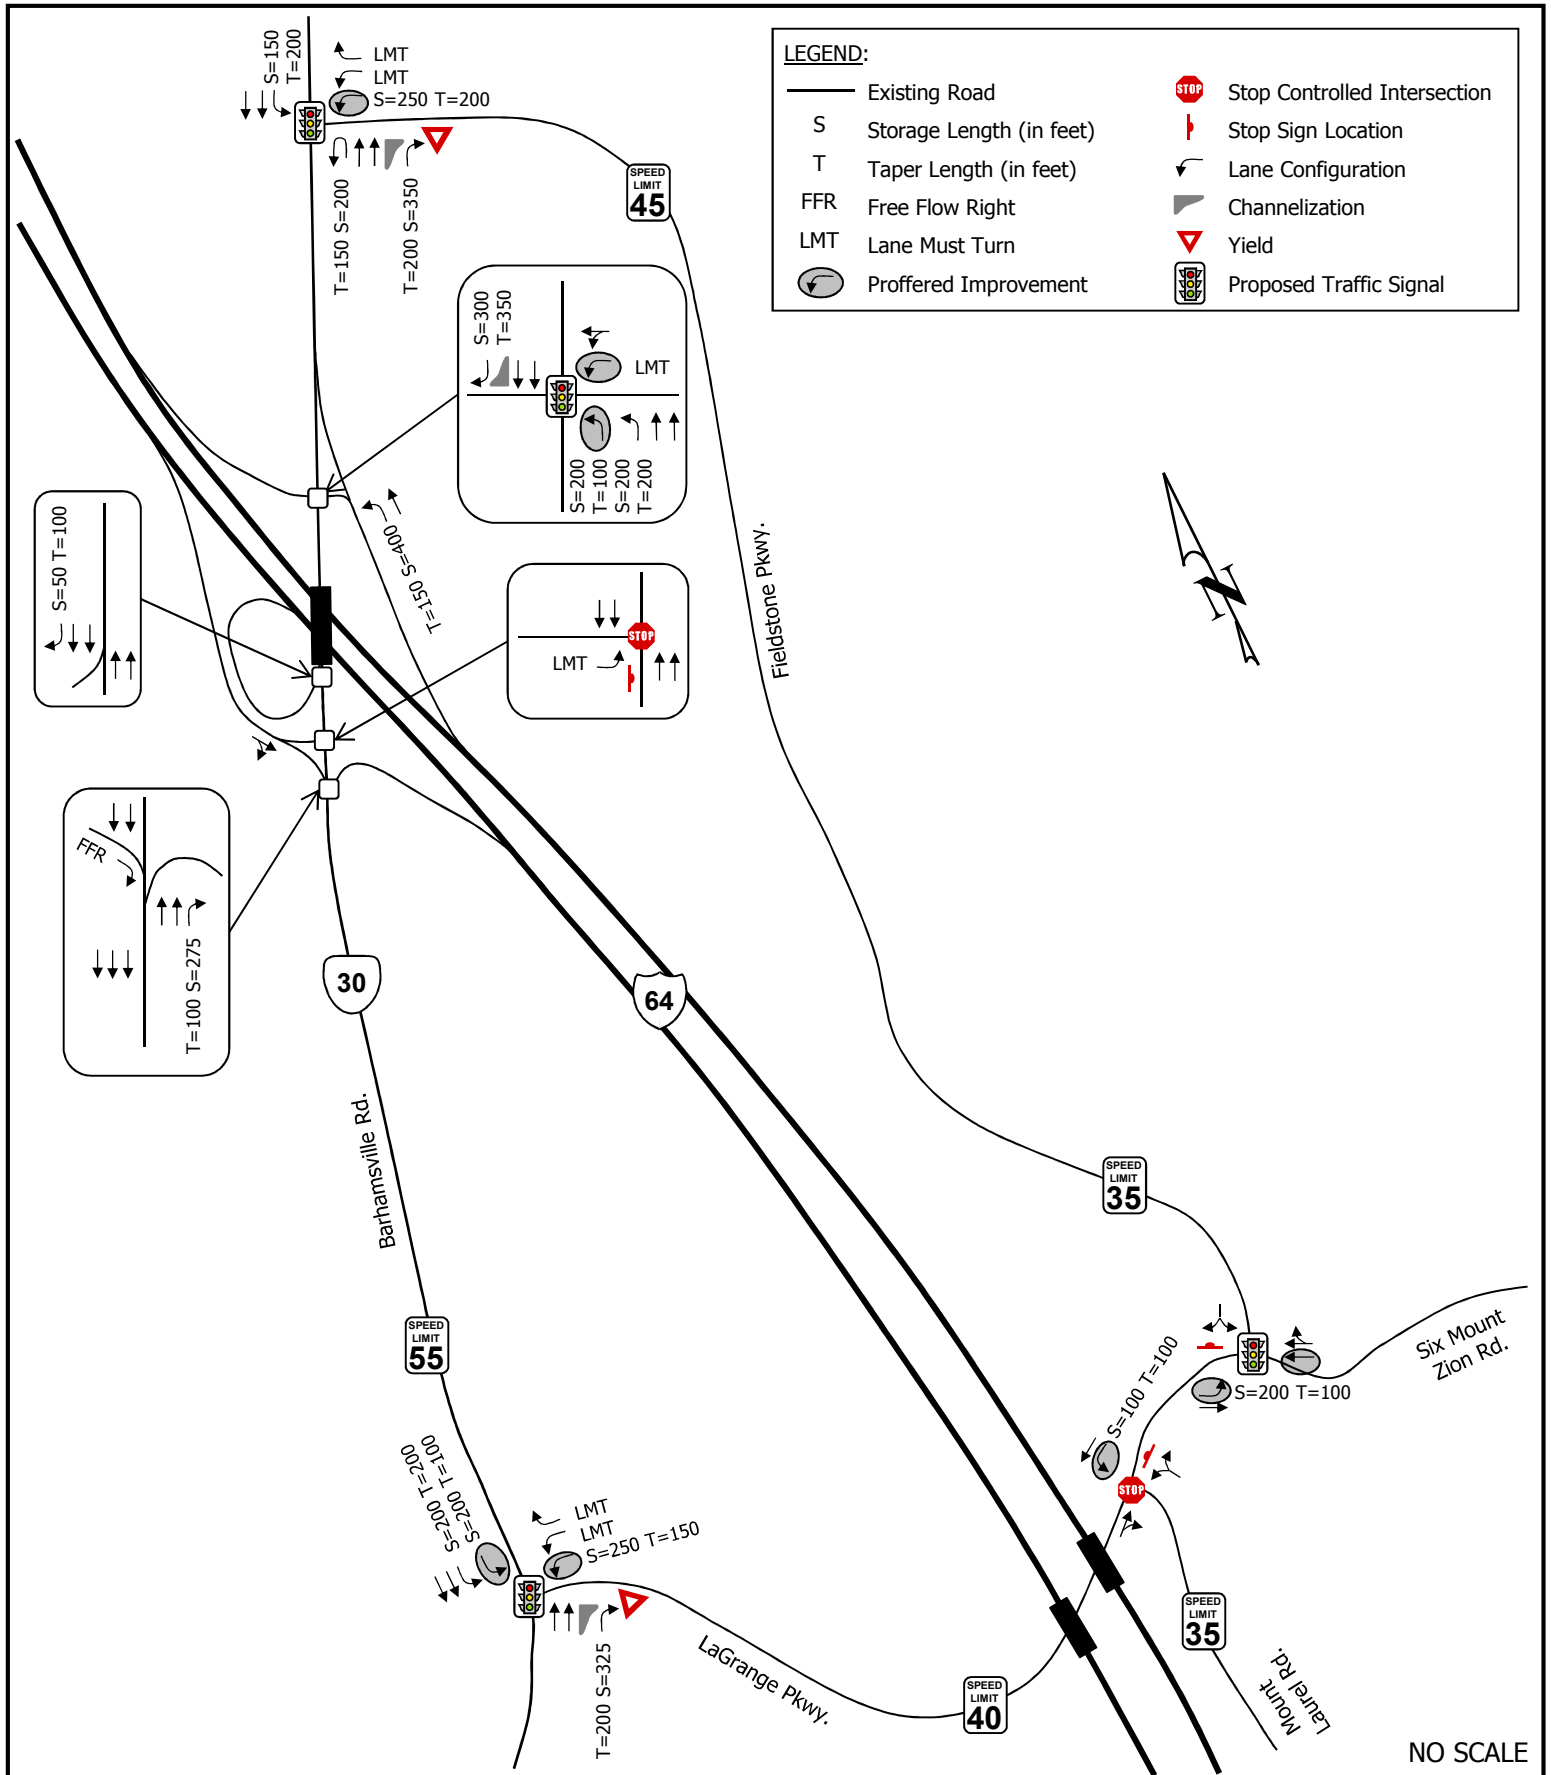 LEGEND:
Existing Road
S Storage Length (in feet)
T Taper Length (in feet)
FFR Free Flow Right
LMT Lane Must Turn
Proffered Improvement
STOP Stop Controlled Intersection
Stop Sign Location
Lane Configuration
Channelization
Yield
Proposed Traffic Signal
S=150
T=200
LMT
LMT
S=250 T=200
T=150 S=200
T=200 S=350
SPEED
LIMIT
45
S=300
T=350
LMT
S=200
T=100
S=200
T=200
T=150 S=400
S=50 T=100
STOP
LMT
Fieldstone Pkwy.
FFR
T=100 S=275
30
64
Barhamsville Rd.
SPEED
LIMIT
35
SPEED
LIMIT
55
Six Mount
Zion Rd.
S=200 T=100
S=100 T=100
STOP
S=200 T=200
S=200 T=100
LMT
LMT
S=250 T=150
T=200 S=325
LaGrange Pkwy.
SPEED
LIMIT
40
SPEED
LIMIT
35
Mount
Laurel Rd.
NO SCALE